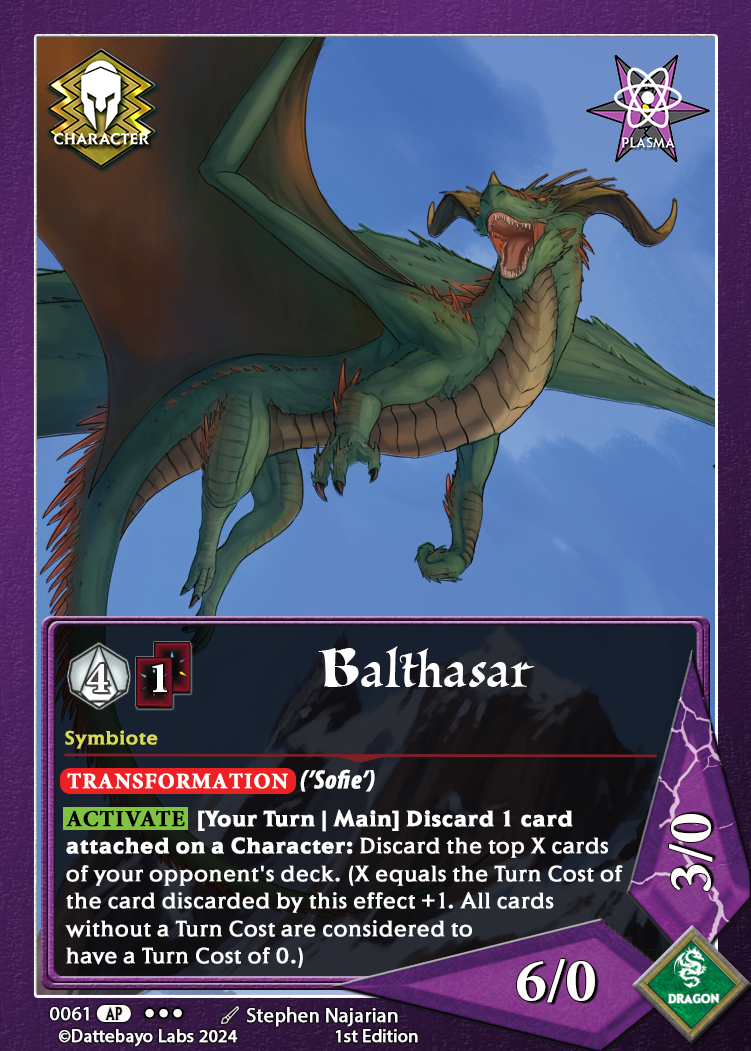 CHARACTER
PLASMA
4
1
Balthasar
Symbiote
TRANSFORMATION ('Sofie')
ACTIVATE [Your Turn | Main] Discard 1 card
attached on a Character: Discard the top X cards
of your opponent's deck. (X equals the Turn Cost of
the card discarded by this effect +1. All cards
without a Turn Cost are considered to
have a Turn Cost of 0.)
3/0
6/0
DRAGON
0061 AP ••• Stephen Najarian
©Dattebayo Labs 2024 1st Edition